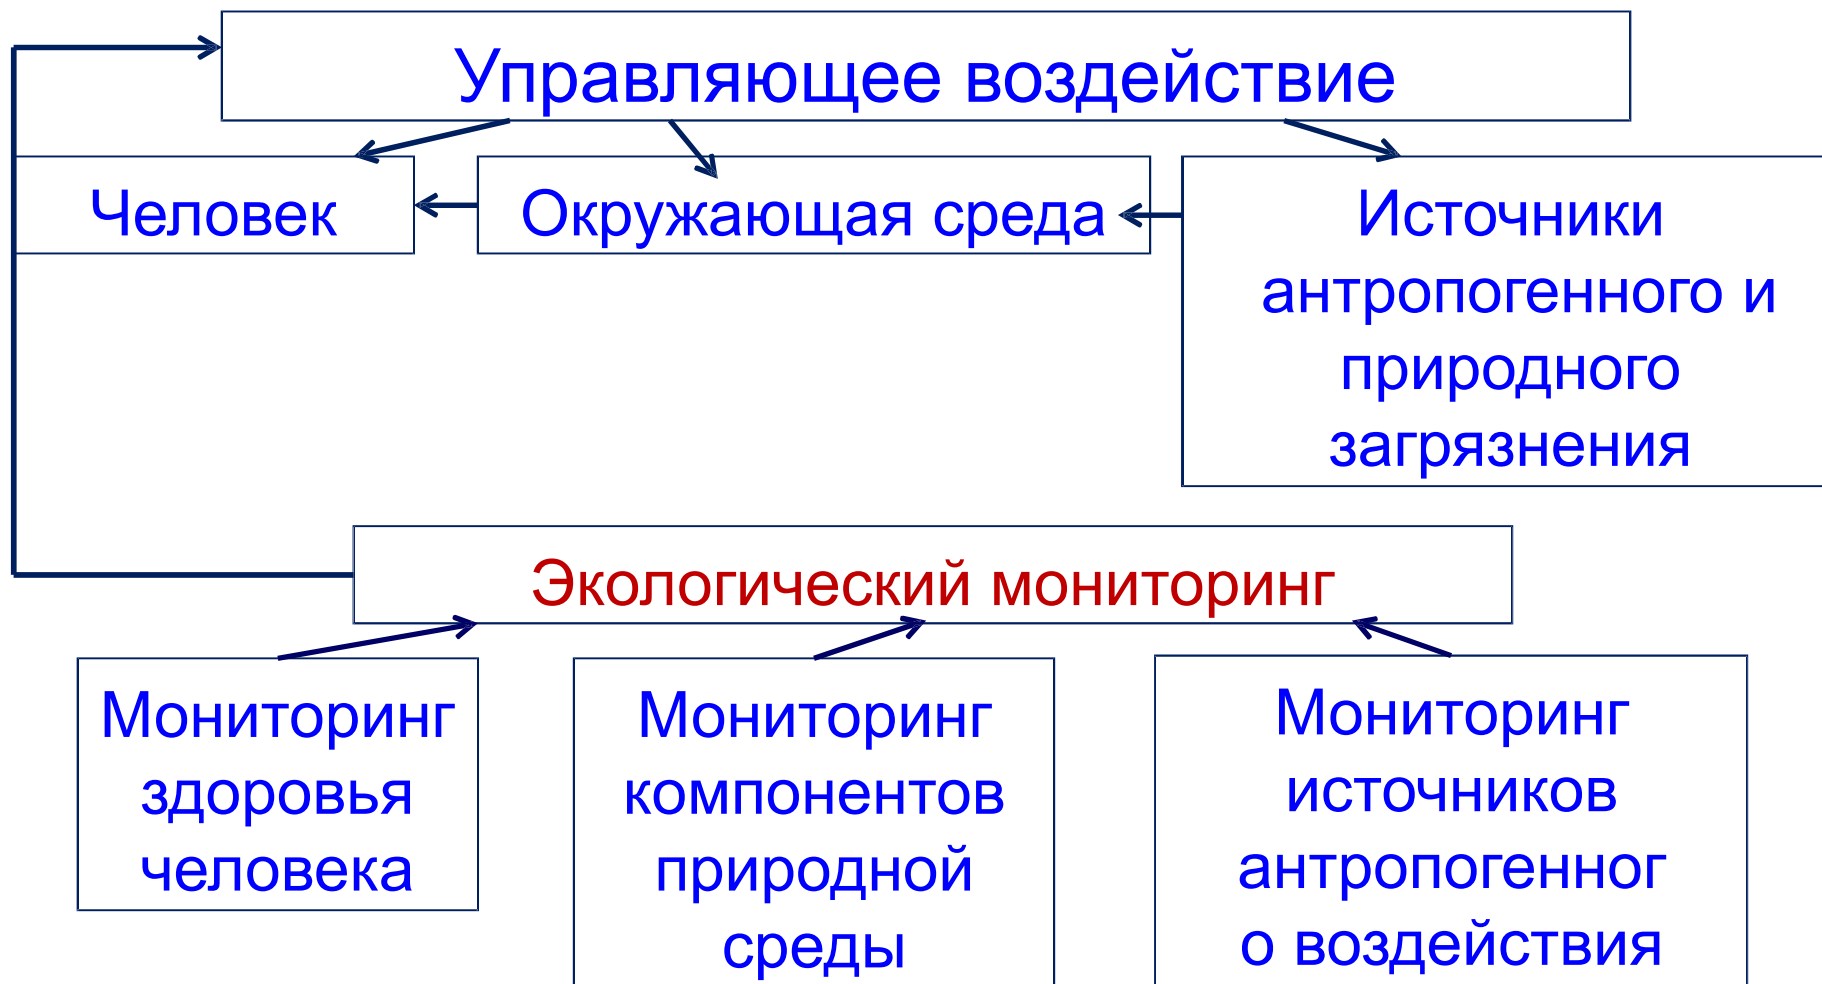 Управляющее воздействие
Человек
Окружающая среда
Источники
антропогенного и
природного
загрязнения
Экологический мониторинг
Мониторинг
здоровья
человека
Мониторинг
компонентов
природной
среды
Мониторинг
источников
антропогенног
о воздействия